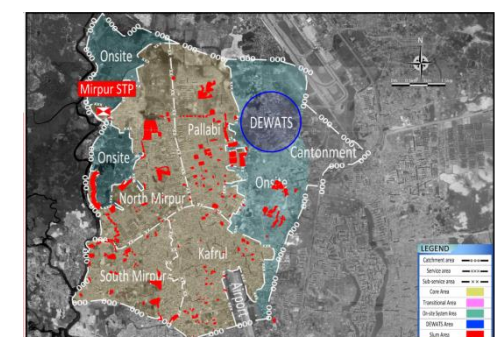 N
Onsite
Mirpur STP
Pallabi
DEWATS
Cantonment
Onsite
Onsite
North Mirpur
Kafrul
South Mirpur
Airport
LEGEND
Catchment area
Service area
Sub-service area
Core Area
Transitional Area
On-site System Area
DEWATS Area
Slum Area